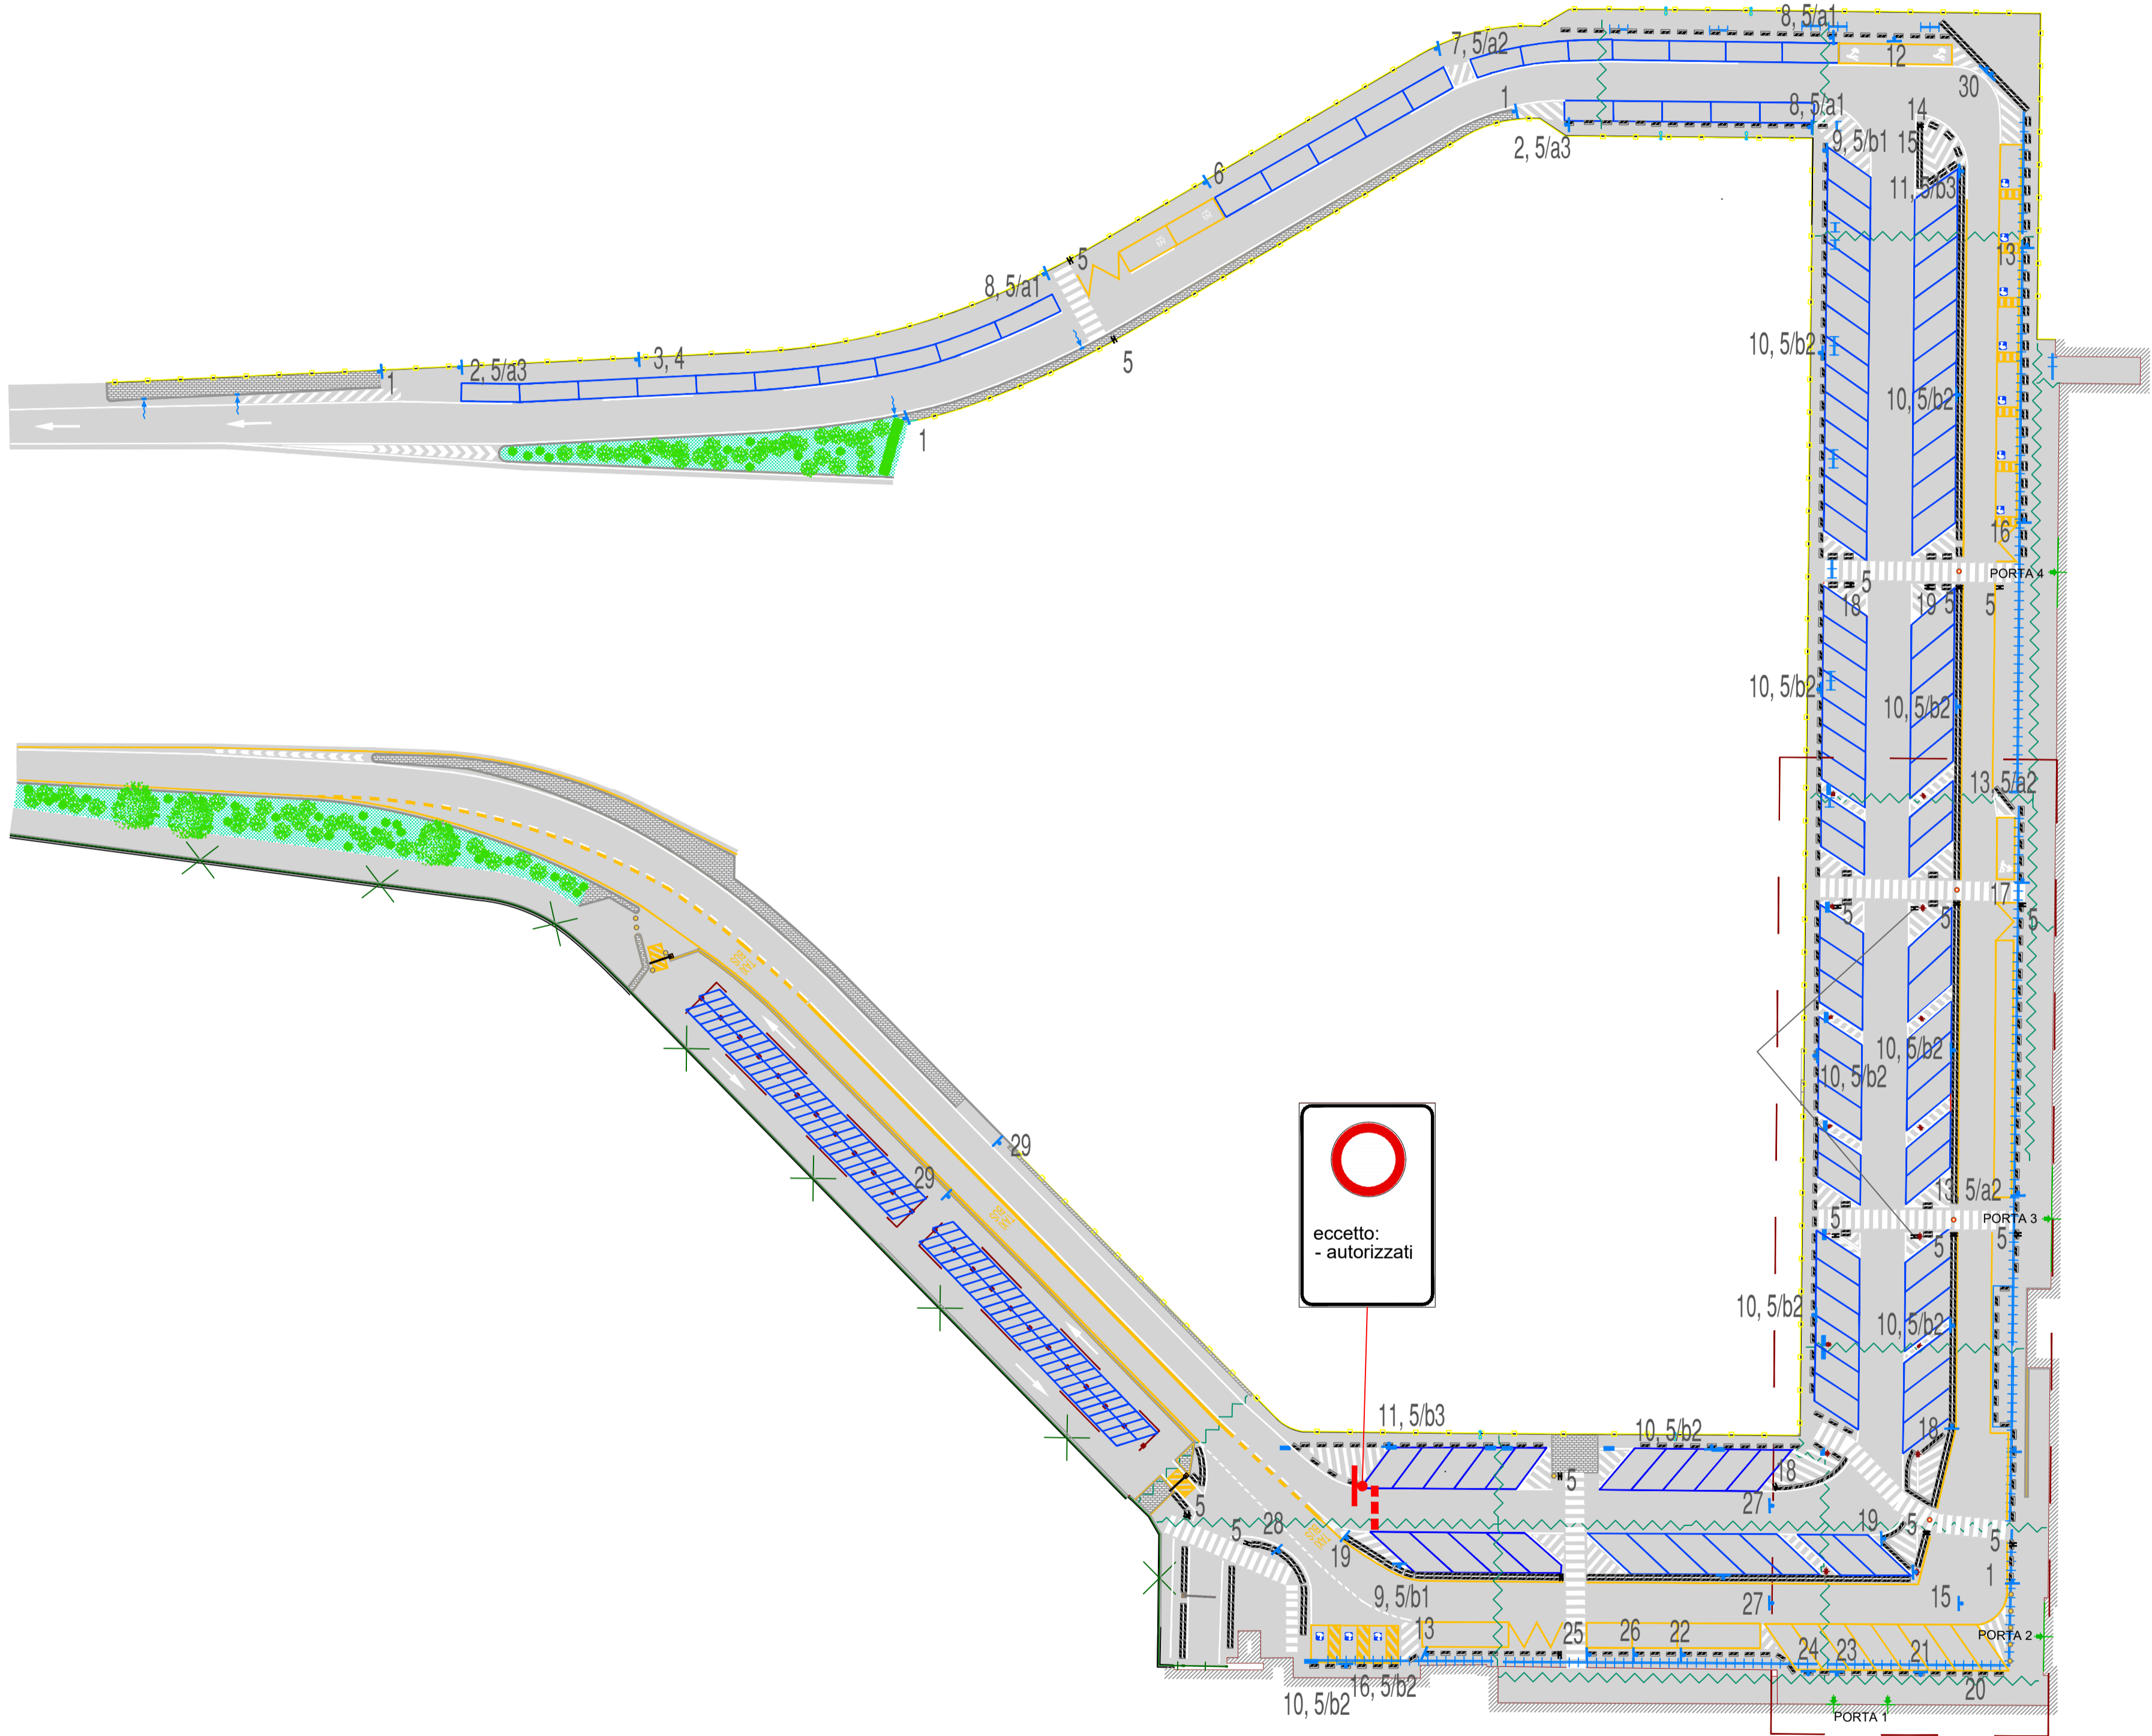 8, 5/a1
7, 5/a2
12
30
1
8, 5/a1
14
2, 5/a3
9, 5/b1
15
6
11, 5/b3
5
13
8, 5/a1
10, 5/b2
5
3, 4
2, 5/a3
1
10, 5/b2
1
16
PORTA 4
5
18
19
5
5
10, 5/b2
10, 5/b2
13, 5/a2
17
5
5
5
10, 5/b2
10, 5/b2
29
29
13, 5/a2
5
PORTA 3
5
5
eccetto:
- autorizzati
10, 5/b2
10, 5/b2
11, 5/b3
10, 5/b2
18
18
5
27
5
5
28
19
19
5
5
1
9, 5/b1
27
15
13
25
26
22
PORTA 2
24
23
21
16, 5/b2
20
10, 5/b2
PORTA 1